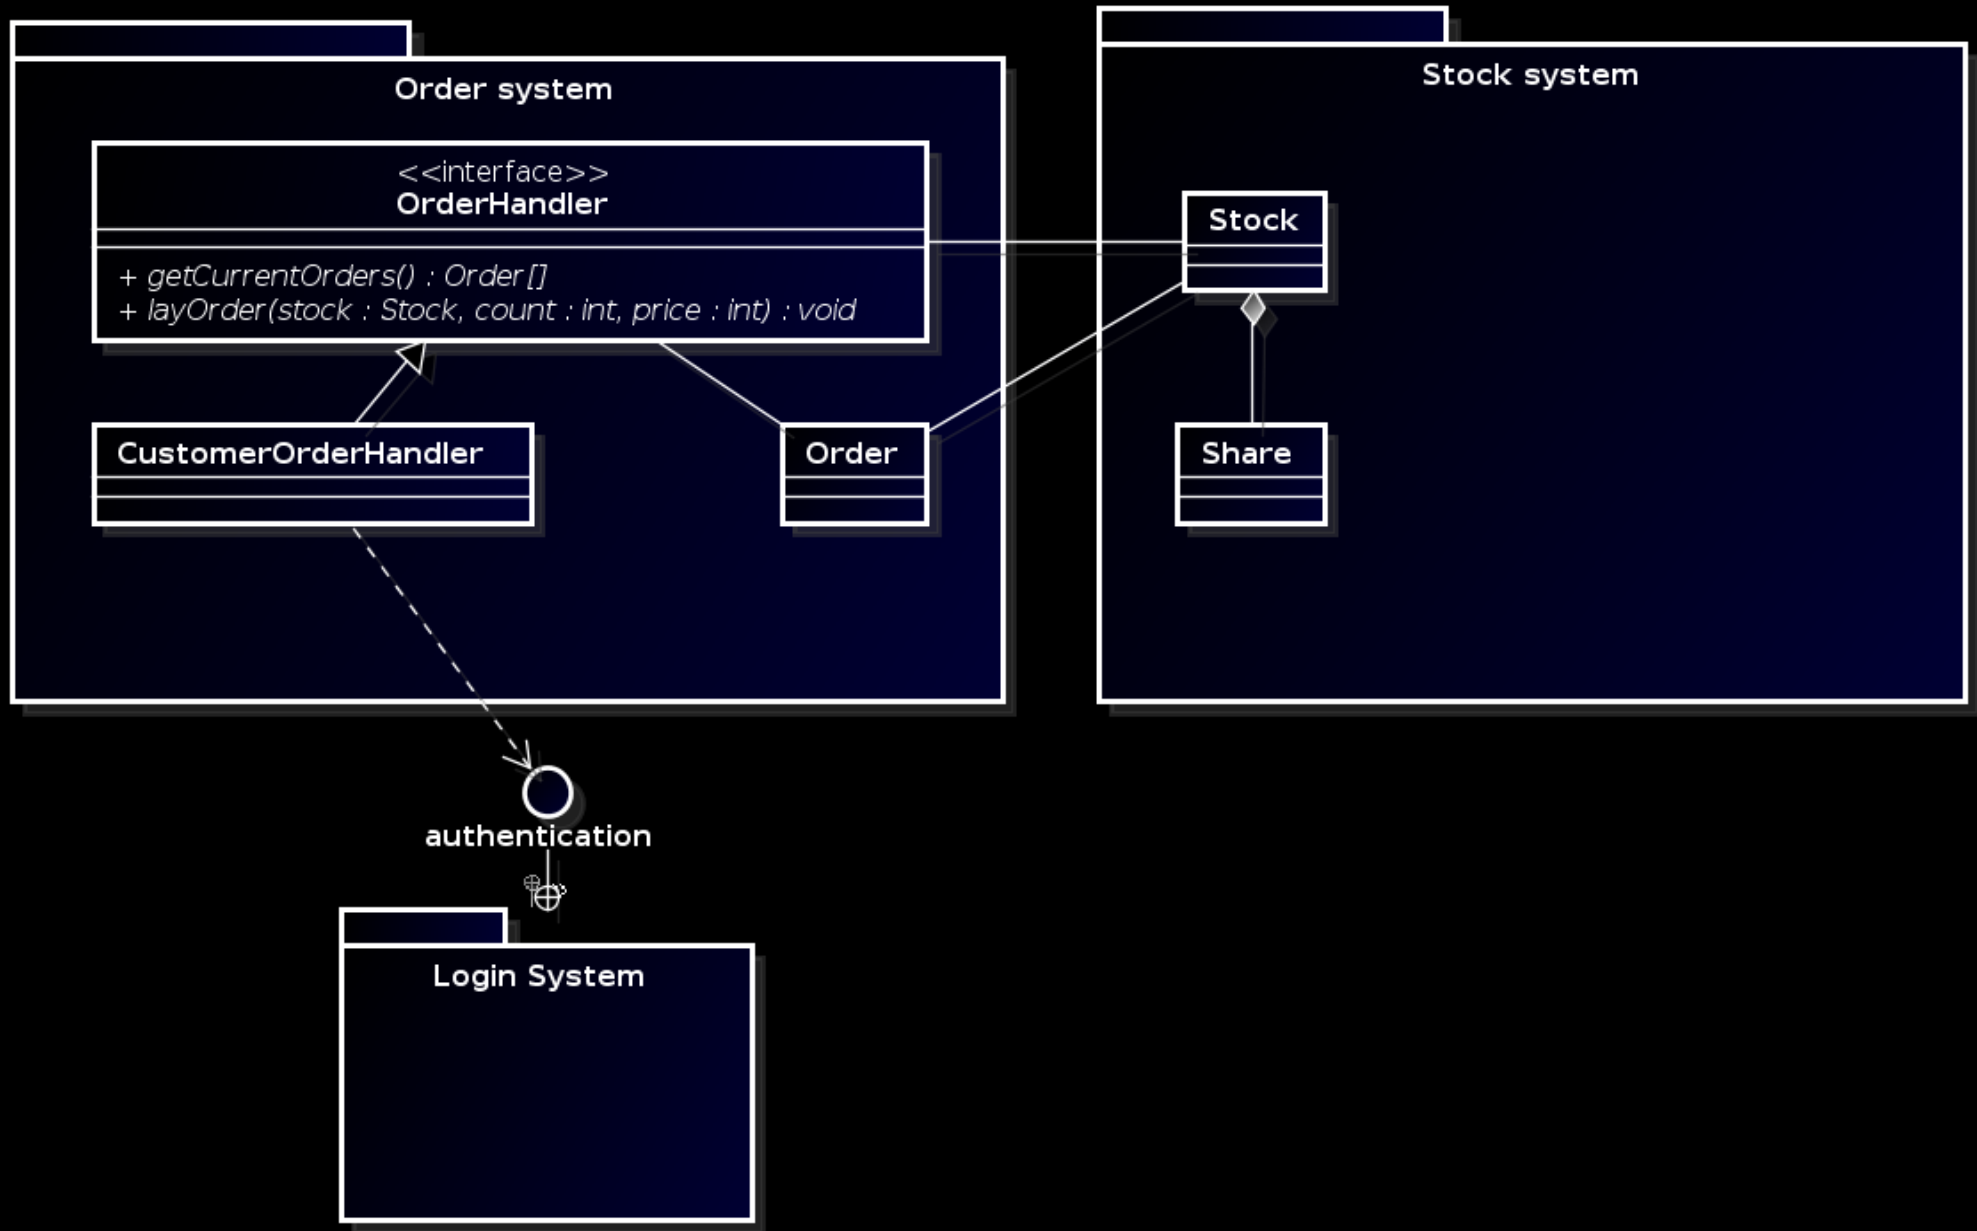 Order system
<<interface>>
OrderHandler
+ getCurrentOrders() : Order[]
+ layOrder(stock : Stock, count : int, price : int) : void
CustomerOrderHandler
Order
Stock system
Stock
Share
authentication
Login System